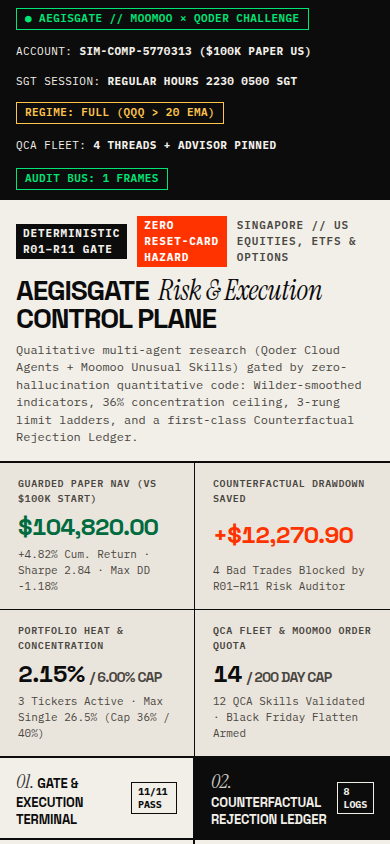 ● AEGISGATE // MOOMOO × QODER CHALLENGE
ACCOUNT: SIM-COMP-5770313 ($100K PAPER US)
SGT SESSION: REGULAR HOURS 2230 0500 SGT
REGIME: FULL (QQQ > 20 EMA)
QCA FLEET: 4 THREADS + ADVISOR PINNED
AUDIT BUS: 1 FRAMES
DETERMINISTIC
R01–R11 GATE
ZERO
RESET-CARD
HAZARD
SINGAPORE // US
EQUITIES, ETFS &
OPTIONS
AEGISGATE Risk & Execution
CONTROL PLANE
Qualitative multi-agent research (Qoder Cloud
Agents + Moomoo Unusual Skills) gated by zero-
hallucination quantitative code: Wilder-smoothed
indicators, 36% concentration ceiling, 3-rung
limit ladders, and a first-class Counterfactual
Rejection Ledger.
GUARDED PAPER NAV (VS
$100K START)
$104,820.00
+4.82% Cum. Return ·
Sharpe 2.84 · Max DD
-1.18%
COUNTERFACTUAL DRAWDOWN
SAVED
+$12,270.90
4 Bad Trades Blocked by
R01–R11 Risk Auditor
PORTFOLIO HEAT &
CONCENTRATION
2.15% / 6.00% CAP
3 Tickers Active · Max
Single 26.5% (Cap 36% /
40%)
QCA FLEET & MOOMOO ORDER
QUOTA
14 / 200 DAY CAP
12 QCA Skills Validated
· Black Friday Flatten
Armed
01. GATE &
EXECUTION
TERMINAL
11/11
PASS
02.
COUNTERFACTUAL
REJECTION LEDGER
8
LOGS